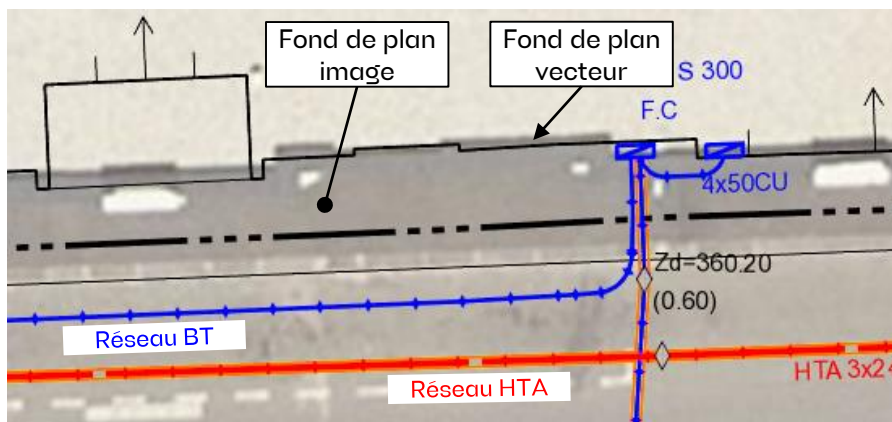 Fond de plan
image
Fond de plan
vecteur
S 300
F.C
4x50CU
Zd=360.20
(0.60)
Réseau BT
HTA 3x24
Réseau HTA